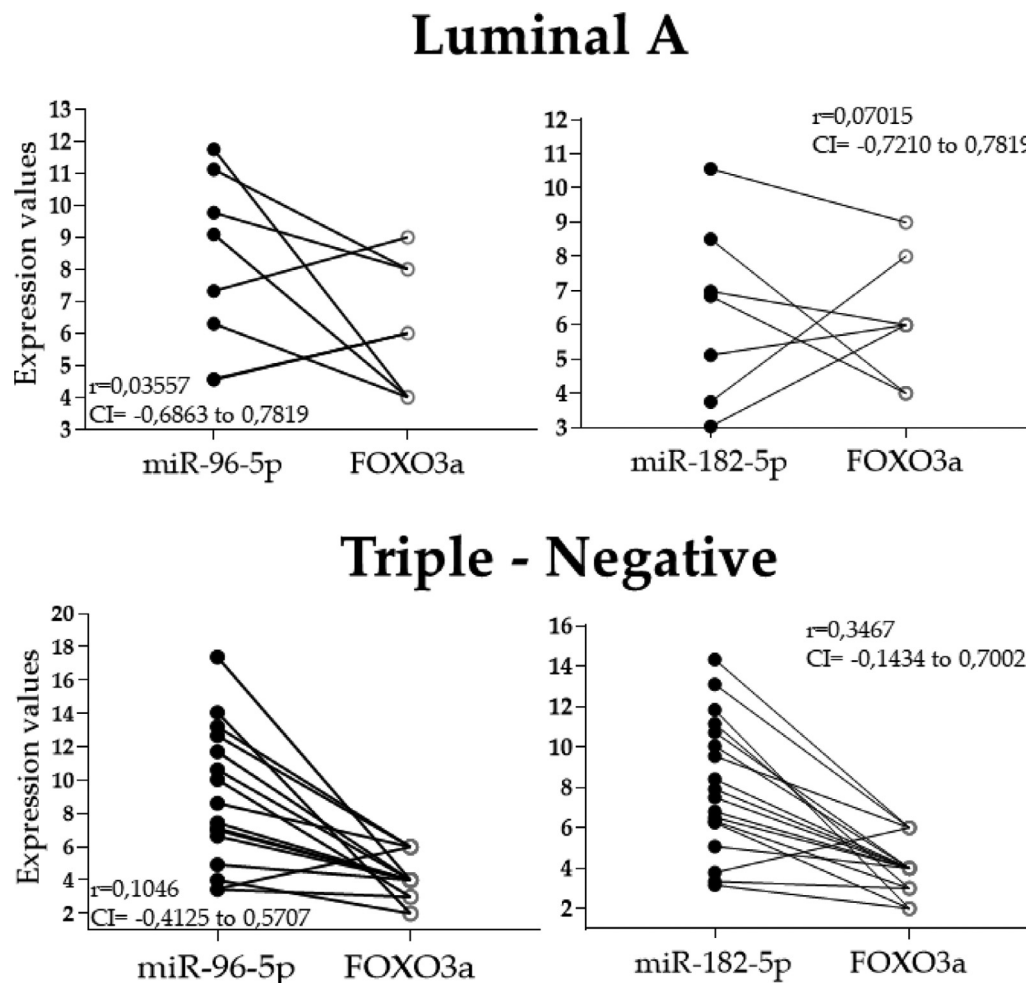 Luminal A
Expression values
13
12
11
10
9
8
7
6
5
4
3
r=0,03557
CI= -0,6863 to 0,7819
miR-96-5p FOXO3a
12
11
10
9
8
7
6
5
4
3
r=0,07015
CI= -0,7210 to 0,7819
miR-182-5p FOXO3a
Triple - Negative
Expression values
20
18
16
14
12
10
8
6
4
2
r=0,1046
CI= -0,4125 to 0,5707
miR-96-5p FOXO3a
16
14
12
10
8
6
4
2
r=0,3467
CI= -0,1434 to 0,7002
miR-182-5p FOXO3a